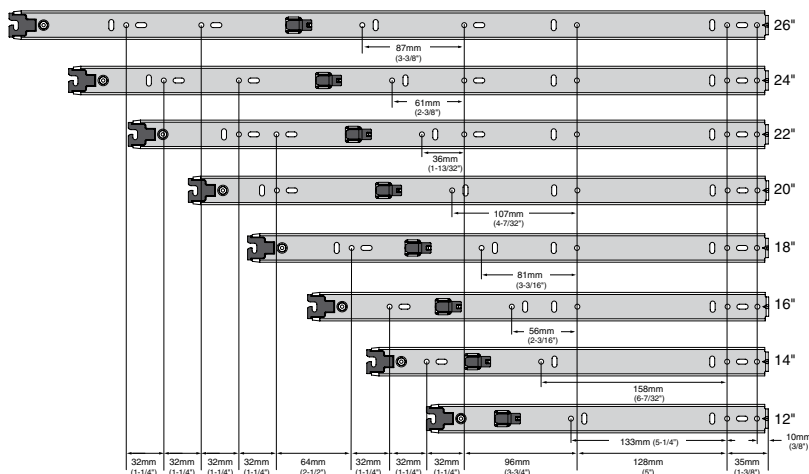 26"
87mm
(3-3/8")
24"
61mm
(2-3/8")
22"
36mm
(1-13/32")
20"
107mm
(4-7/32")
18"
81mm
(3-3/16")
16"
56mm
(2-3/16")
14"
158mm
(6-7/32")
12"
133mm (5-1/4")
10mm
(3/8")
32mm 32mm 32mm 32mm 64mm 32mm 32mm 32mm 96mm 128mm 35mm
(1-1/4") (1-1/4") (1-1/4") (1-1/4") (2-1/2") (1-1/4") (1-1/4") (1-1/4") (3-3/4") (5") (1-3/8")